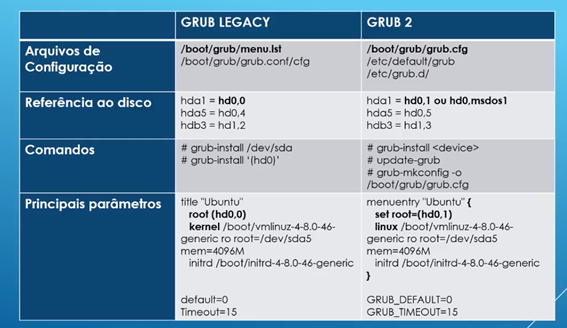 GRUB LEGACY
GRUB 2
Arquivos de
Configuração
/boot/grub/menu.lst
/boot/grub/grub.conf/cfg
/boot/grub/grub.cfg
/etc/default/grub
/etc/grub.d/
Referência ao disco
hda1 = hd0,0
hda5 = hd0,4
hdb3 = hd1,2
hda1 = hd0,1 ou hd0,msdos1
hda5 = hd0,5
hdb3 = hd1,3
Comandos
# grub-install /dev/sda
# grub-install ‘(hd0)’
# grub-install <device>
# update-grub
# grub-mkconfig -o
/boot/grub/grub.cfg
Principais parâmetros
title "Ubuntu"
root (hd0,0)
kernel /boot/vmlinuz-4-8.0-46-
generic ro root=/dev/sda5
mem=4096M
initrd /boot/initrd-4-8.0-46-generic
default=0
Timeout=15
menuentry "Ubuntu" {
set root=(hd0,1)
linux /boot/vmlinuz-4-8.0-46-
generic ro root=/dev/sda5
mem=4096M
initrd /boot/initrd-4-8.0-46-generic
}
GRUB_DEFAULT=0
GRUB_TIMEOUT=15